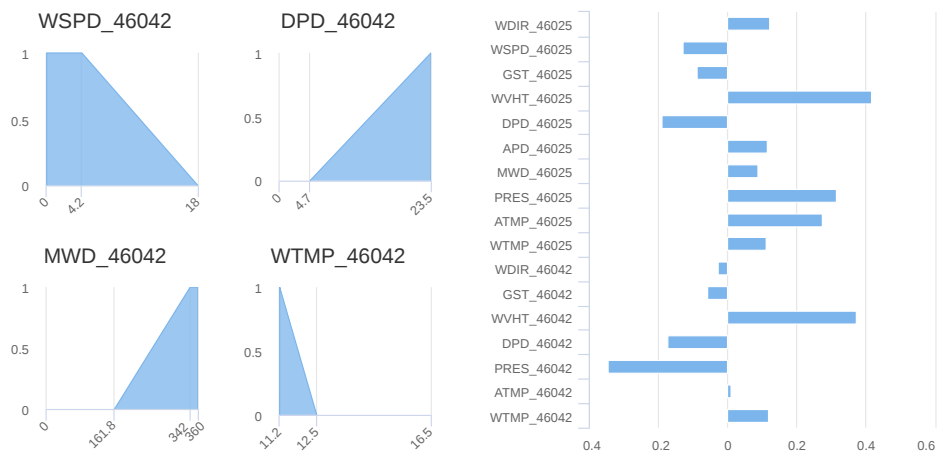 WSPD_46042
1
0.5
0
0
4.2
18
DPD_46042
1
0.5
0
0
4.7
23.5
MWD_46042
1
0.5
0
0
161.8
342
360
WTMP_46042
1
0.5
0
11.2
12.5
16.5
WDIR_46025
WSPD_46025
GST_46025
WVHT_46025
DPD_46025
APD_46025
MWD_46025
PRES_46025
ATMP_46025
WTMP_46025
WDIR_46042
GST_46042
WVHT_46042
DPD_46042
PRES_46042
ATMP_46042
WTMP_46042
0.4 0.2 0 0.2 0.4 0.6